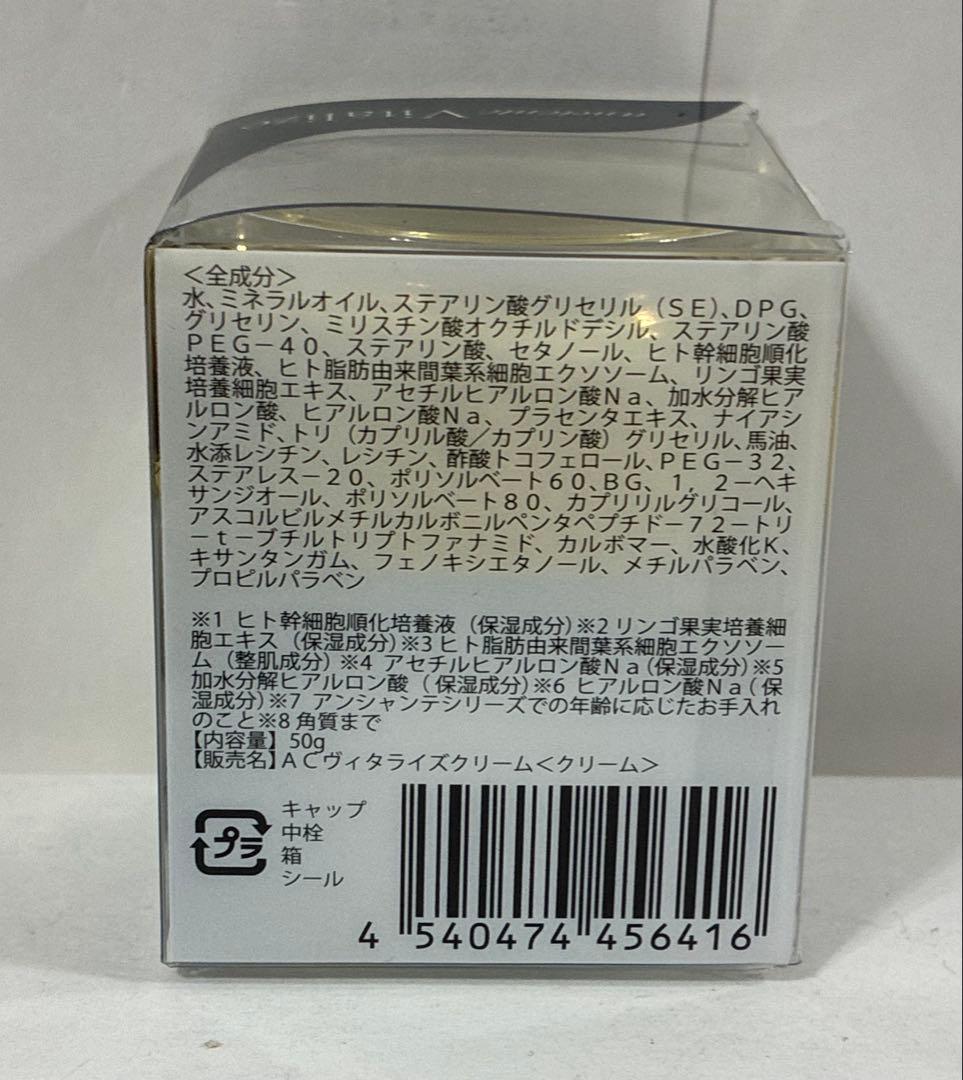 Vitalize
<全成分>
水、ミネラルオイル、ステアリン酸グリセリル（ＳＥ）、ＤＰＧ、
グリセリン、ミリスチン酸オクチルドデシル、ステアリン酸
ＰＥＧ－４０、ステアリン酸、セタノール、ヒト幹細胞順化
培養液、ヒト脂肪由来間葉系細胞エクソソーム、リンゴ果実
培養細胞エキス、アセチルヒアルロン酸Ｎａ、加水分解ヒア
ルロン酸、ヒアルロン酸Ｎａ、プラセンタエキス、ナイアシ
ンアミド、トリ（カプリル酸／カプリン酸）グリセリル、馬油、
水添レシチン、レシチン、酢酸トコフェロール、ＰＥＧ－３２、
ステアレス－２０、ポリソルベート６０、ＢＧ、１，２－ヘキ
サンジオール、ポリソルベート８０、カプリリルグリコール、
アスコルビルメチルカルボニルペンタペプチドー７２－トリ
－ｔ－ブチルトリプトファナミド、カルボマー、水酸化Ｋ、
キサンタンガム、フェノキシエタノール、メチルパラベン、
プロピルパラベン
※1 ヒト幹細胞順化培養液（保湿成分）※2 リンゴ果実培養細
胞エキス（保湿成分）※3 ヒト脂肪由来間葉系細胞エクソソー
ム（整肌成分）※4 アセチルヒアルロン酸Ｎａ（保湿成分）※5
加水分解ヒアルロン酸（保湿成分）※6 ヒアルロン酸Ｎａ（保
湿成分）※7 アンシャンテシリーズでの年齢に応じたお手入れ
のこと※8 角質まで
【内容量】50g
【販売名】ＡＣヴィタライズクリーム＜クリーム＞
プラ
キャップ
中栓
箱
シール
4 540474 456416